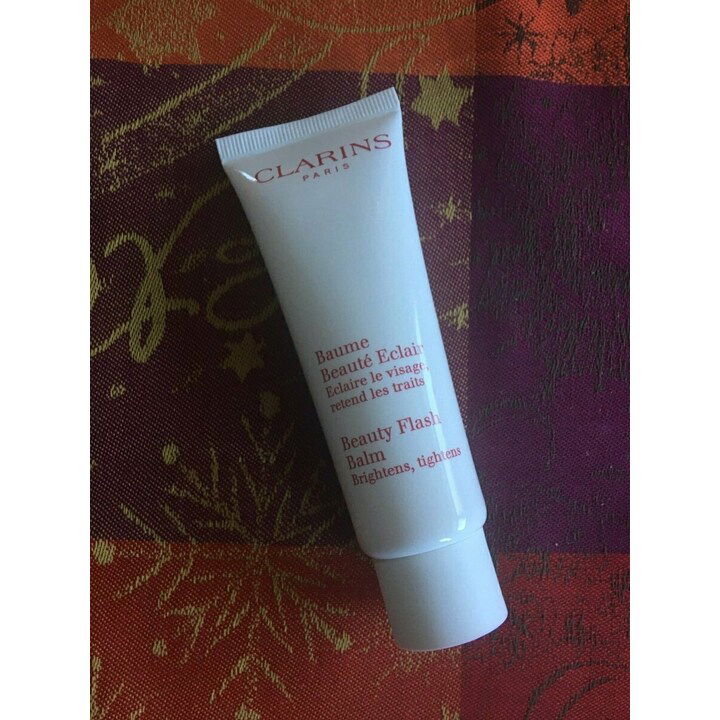 CLARINS
PARIS
Baume
Beauté Eclair
Eclaire le visage,
retend les traits
Beauty Flash
Balm
Brightens, tightens